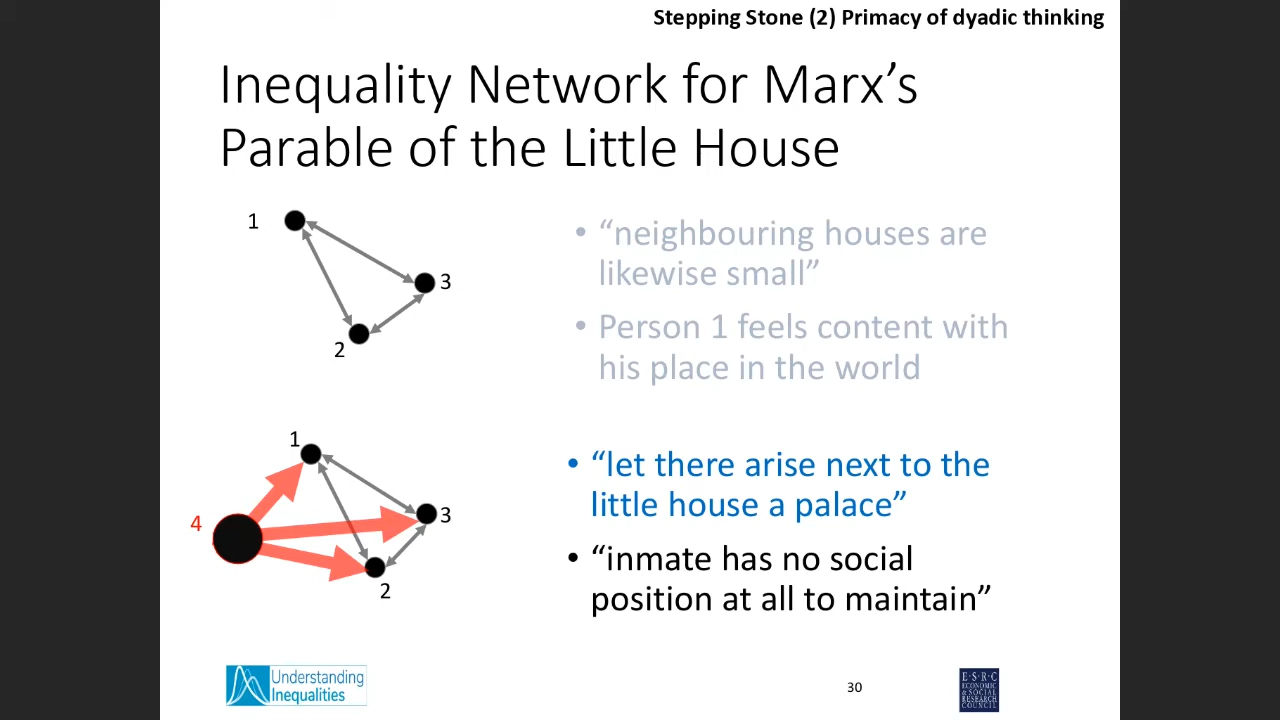 Stepping Stone (2) Primacy of dyadic thinking
Inequality Network for Marx’s
Parable of the Little House
1
3
2
• “neighbouring houses are
likewise small”
• Person 1 feels content with
his place in the world
1
4
3
2
• “let there arise next to the
little house a palace”
• “inmate has no social
position at all to maintain”
Understanding
Inequalities
30
E·S·R·C
ECONOMIC
& SOCIAL
RESEARCH
COUNCIL